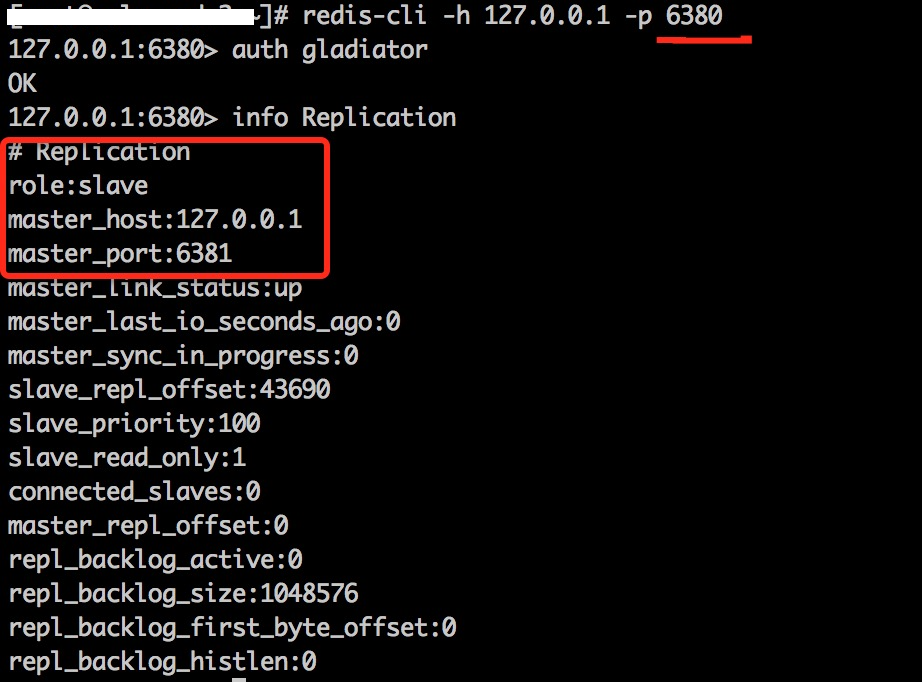 ~]# redis-cli -h 127.0.0.1 -p 6380
127.0.0.1:6380> auth gladiator
OK
127.0.0.1:6380> info Replication
# Replication
role:slave
master_host:127.0.0.1
master_port:6381
master_link_status:up
master_last_io_seconds_ago:0
master_sync_in_progress:0
slave_repl_offset:43690
slave_priority:100
slave_read_only:1
connected_slaves:0
master_repl_offset:0
repl_backlog_active:0
repl_backlog_size:1048576
repl_backlog_first_byte_offset:0
repl_backlog_histlen:0